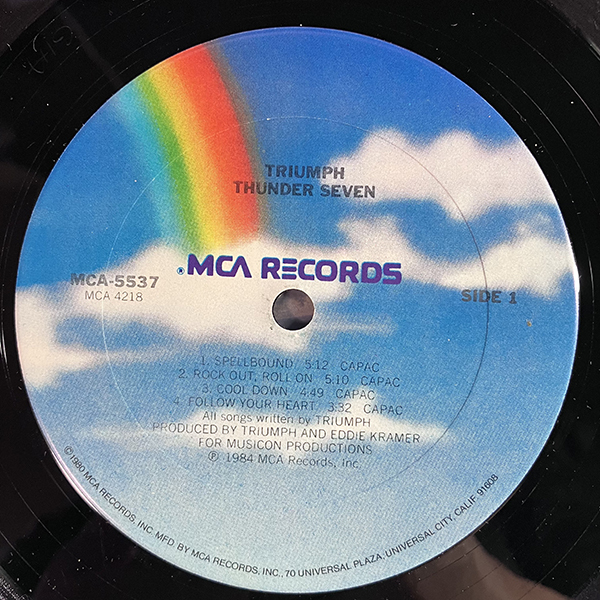 TRIUMPH
THUNDER SEVEN
®MCA RECORDS
MCA-5537
MCA 4218
SIDE 1
1. SPELLBOUND 5:12 CAPAC
2. ROCK OUT, ROLL ON 5:10 CAPAC
3. COOL DOWN 4:49 CAPAC
4. FOLLOW YOUR HEART 3:32 CAPAC
All songs written by TRIUMPH
PRODUCED BY TRIUMPH AND EDDIE KRAMER
FOR MUSICON PRODUCTIONS
℗ 1984 MCA Records, Inc.
©1980 MCA RECORDS, INC. MFD. BY MCA RECORDS, INC., 70 UNIVERSAL PLAZA, UNIVERSAL CITY, CALIF. 91608